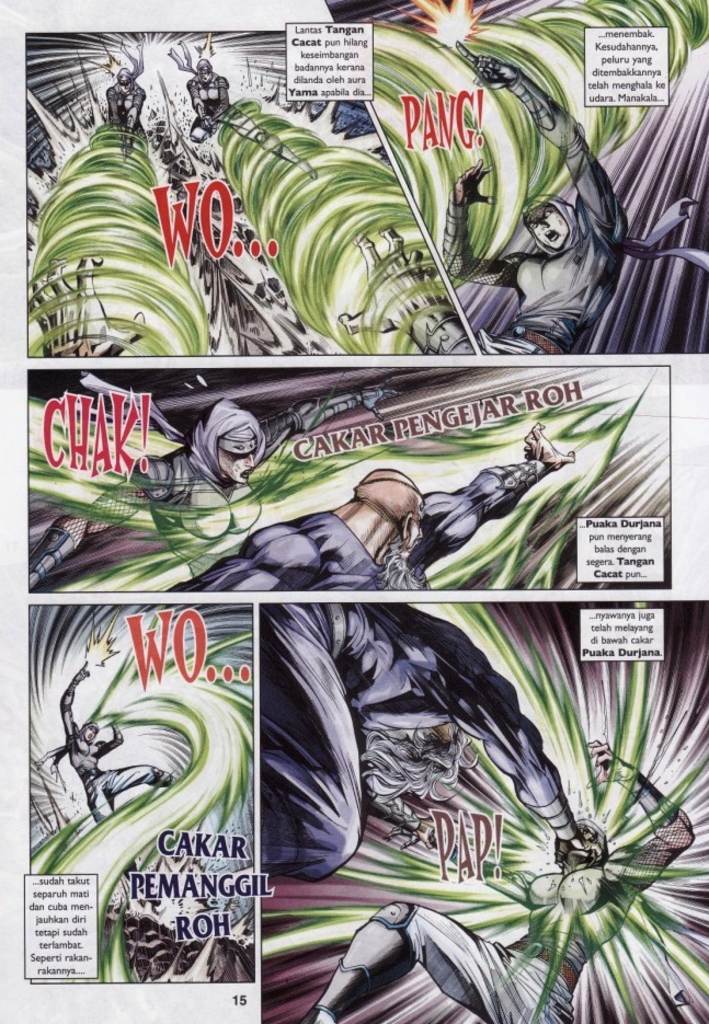 Lantas Tangan
Cacat pun hilang
keseimbangan
badannya kerana
dilanda oleh aura
Yama apabila dia...
...menembak.
Kesudahannya,
peluru yang
ditembakkannya
telah menghala ke
udara. Manakala...
PANG!
WO...
CHAK!
CAKAR PENGEJAR ROH
...Puaka Durjana
pun menyerang
balas dengan
segera. Tangan
Cacat pun...
WO...
CAKAR
PEMANGGIL
ROH
...sudah takut
separuh mati
dan cuba men-
jauhkan diri
tetapi sudah
terlambat.
Seperti rakan-
rakannya....
...nyawanya juga
telah melayang
di bawah cakar
Puaka Durjana.
PAP!
15